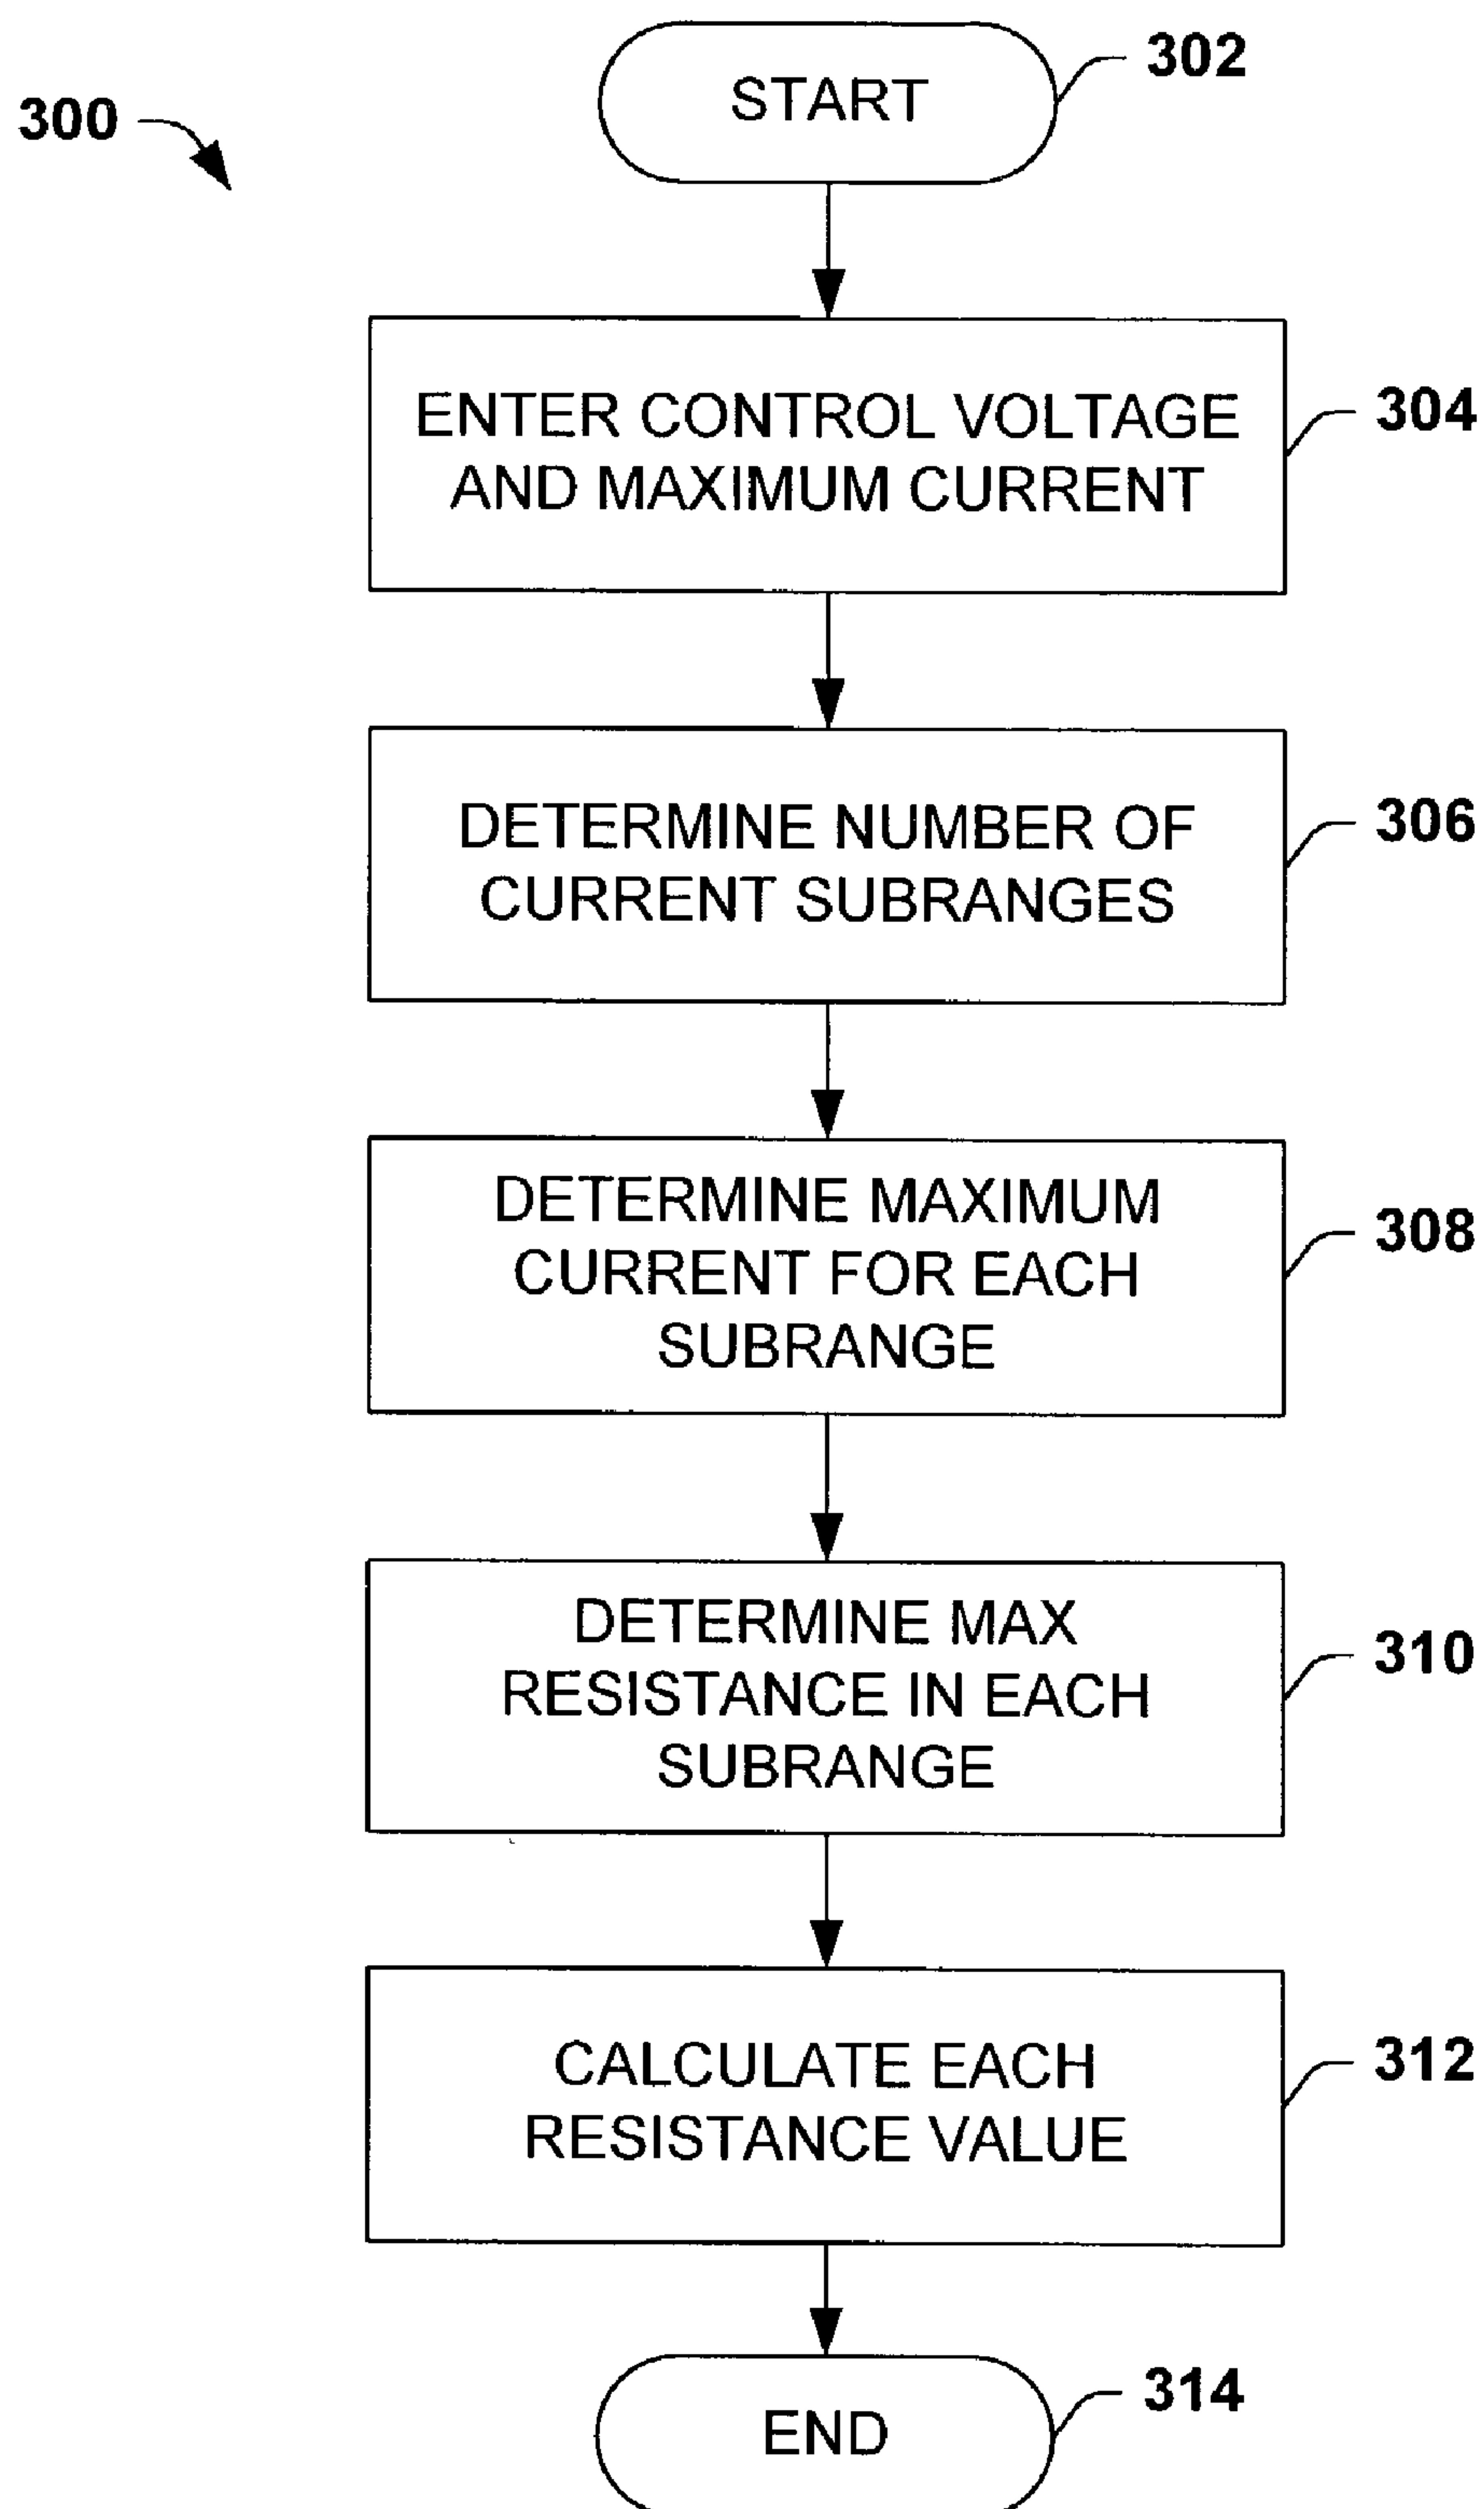 302
START
300
ENTER CONTROL VOLTAGE
AND MAXIMUM CURRENT
304
DETERMINE NUMBER OF
CURRENT SUBRANGES
306
DETERMINE MAXIMUM
CURRENT FOR EACH
SUBRANGE
308
DETERMINE MAX
RESISTANCE IN EACH
SUBRANGE
310
CALCULATE EACH
RESISTANCE VALUE
312
END
314